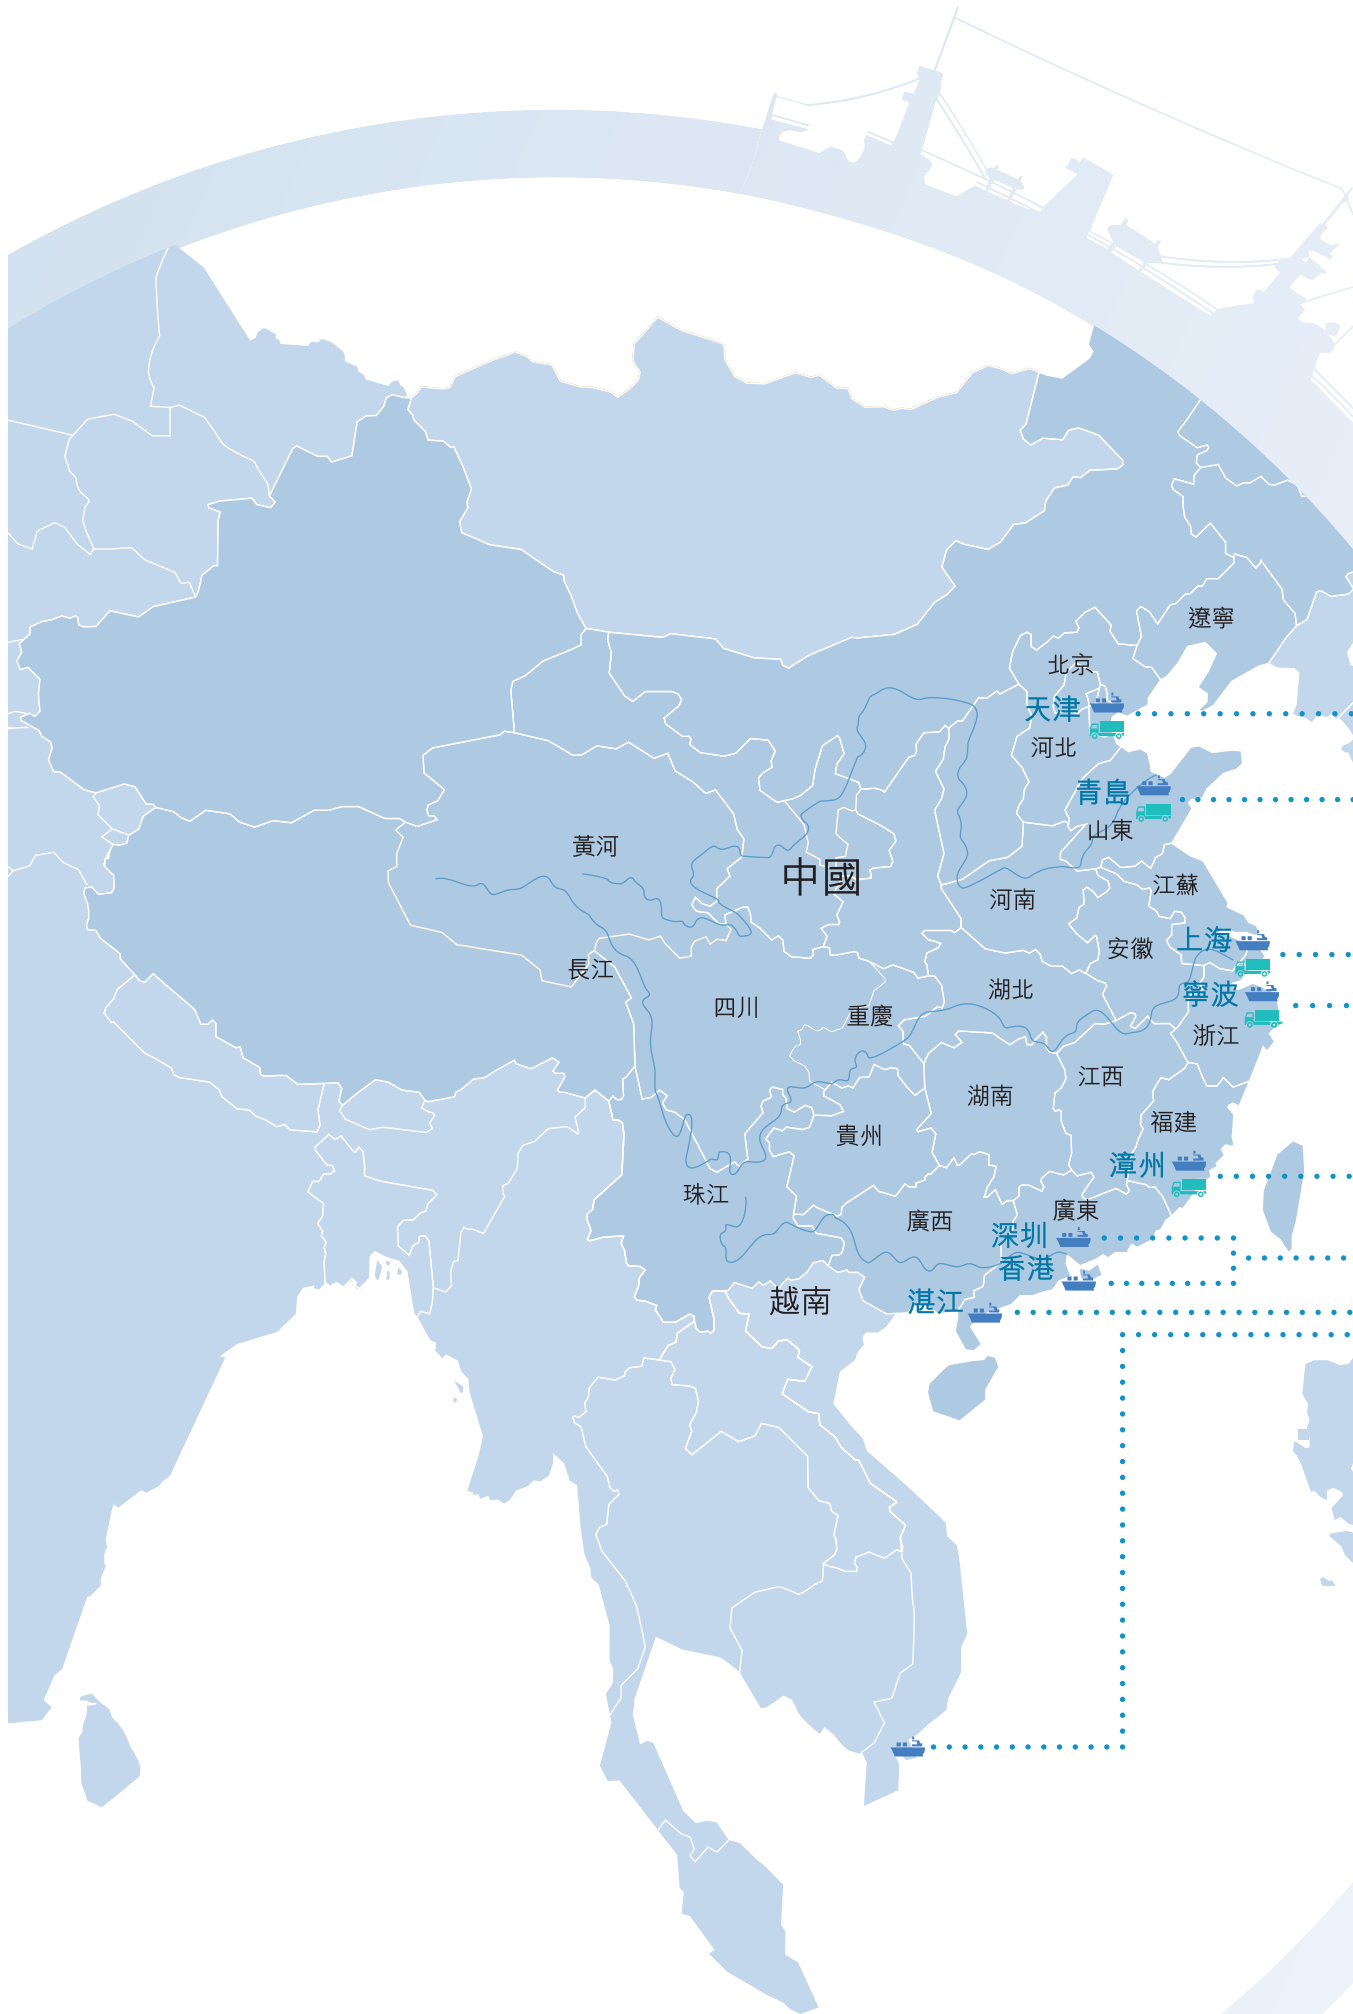 遼寧
北京
天津
河北
青島
山東
黃河
中國
江蘇
河南
上海
安徽
長江
湖北
寧波
四川
重慶
浙江
江西
湖南
福建
貴州
漳州
珠江
廣東
廣西
深圳
香港
越南
湛江